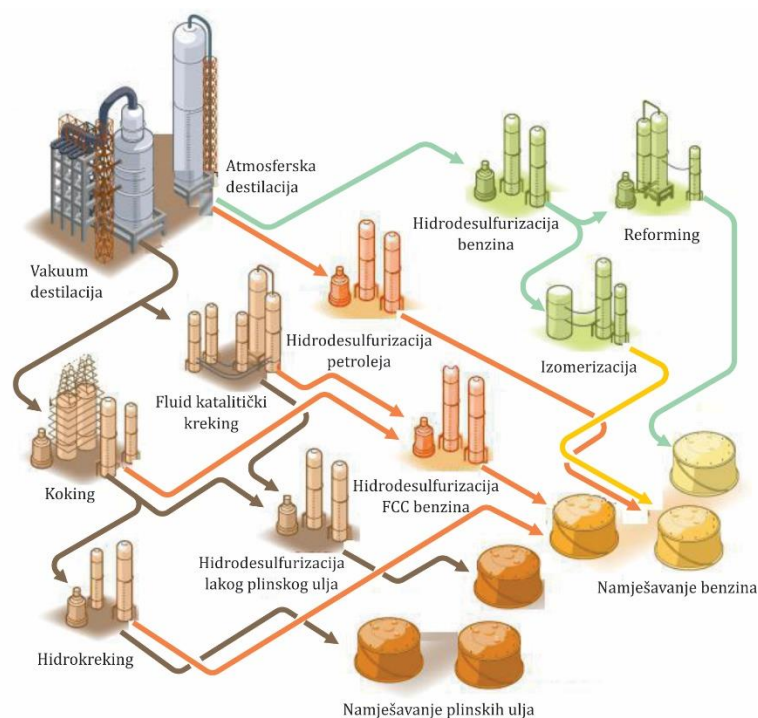 Atmosferska
destilacija
Hidrodesulfurizacija
benzina
Reforming
Vakuum
destilacija
Hidrodesulfurizacija
petroleja
Izomerizacija
Fluid katalitički
kreking
Koking
Hidrodesulfurizacija
FCC benzina
Hidrodesulfurizacija
lakog plinskog ulja
Namješavanje benzina
Hidrokreking
Namješavanje plinskih ulja